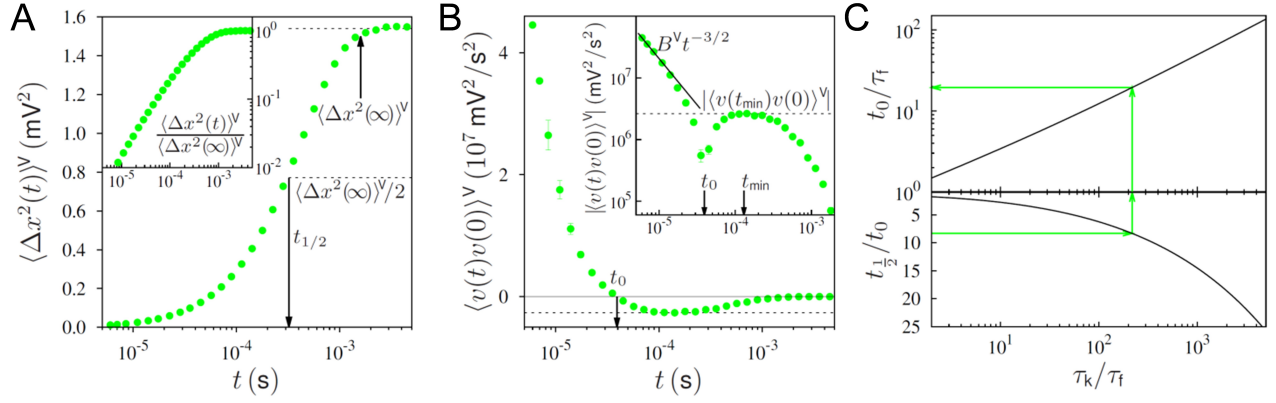 A
⟨Δx²(t)⟩ⱽ (mV²)
1.6
1.4
1.2
1.0
0.8
0.6
0.4
0.2
0.0
10⁻⁵
10⁻⁴
10⁻³
t (s)
10⁰
10⁻¹
10⁻²
10⁻⁵
10⁻⁴
10⁻³
⟨Δx²(t)⟩ⱽ
⟨Δx²(∞)⟩ⱽ
⟨Δx²(∞)⟩ⱽ
⟨Δx²(∞)⟩ⱽ/2
t₁/₂
B
⟨v(t)v(0)⟩ⱽ (10⁷ mV²/s²)
4
2
0
10⁻⁵
10⁻⁴
10⁻³
t (s)
t₀
|⟨v(t)v(0)⟩ⱽ| (mV²/s²)
10⁷
10⁶
10⁵
10⁻⁵
10⁻⁴
10⁻³
Bⱽt⁻³/²
|⟨v(tmin)v(0)⟩ⱽ|
t₀
tmin
C
t₀/τf
10²
10¹
10⁰
t½/t₀
5
10
15
20
25
10¹
10²
10³
τk/τf